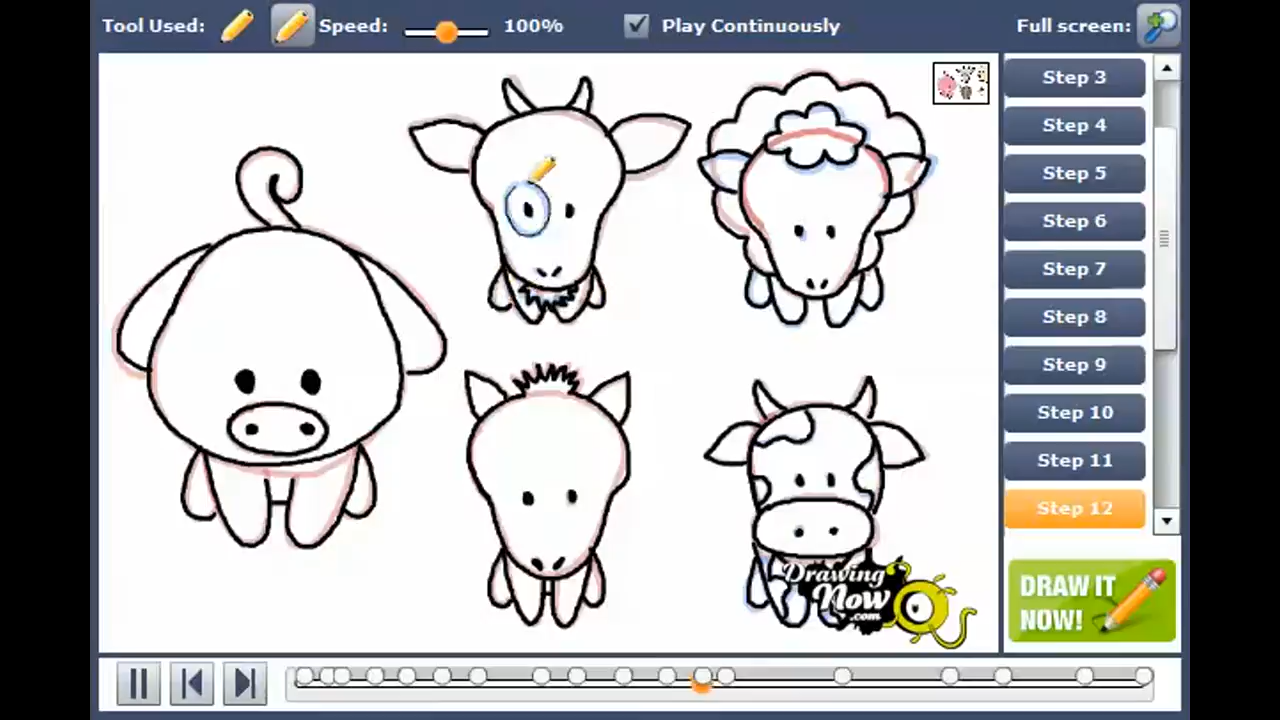 Tool Used:
Speed:
100%
Play Continuously
Full screen:
Step 3
Step 4
Step 5
Step 6
Step 7
Step 8
Step 9
Step 10
Step 11
Step 12
Drawing
Now
.com
DRAW IT
NOW!